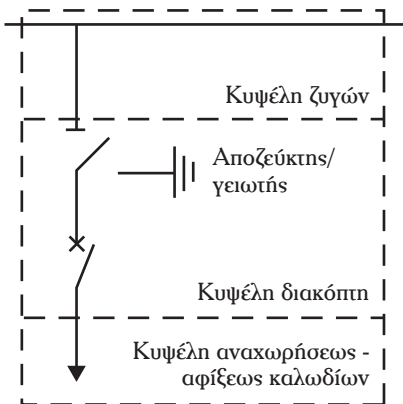 Κυψέλη ζυγών
Αποζεύκτης/
γειωτής
Κυψέλη διακόπτη
Κυψέλη αναχωρήσεως -
αφίξεως καλωδίων